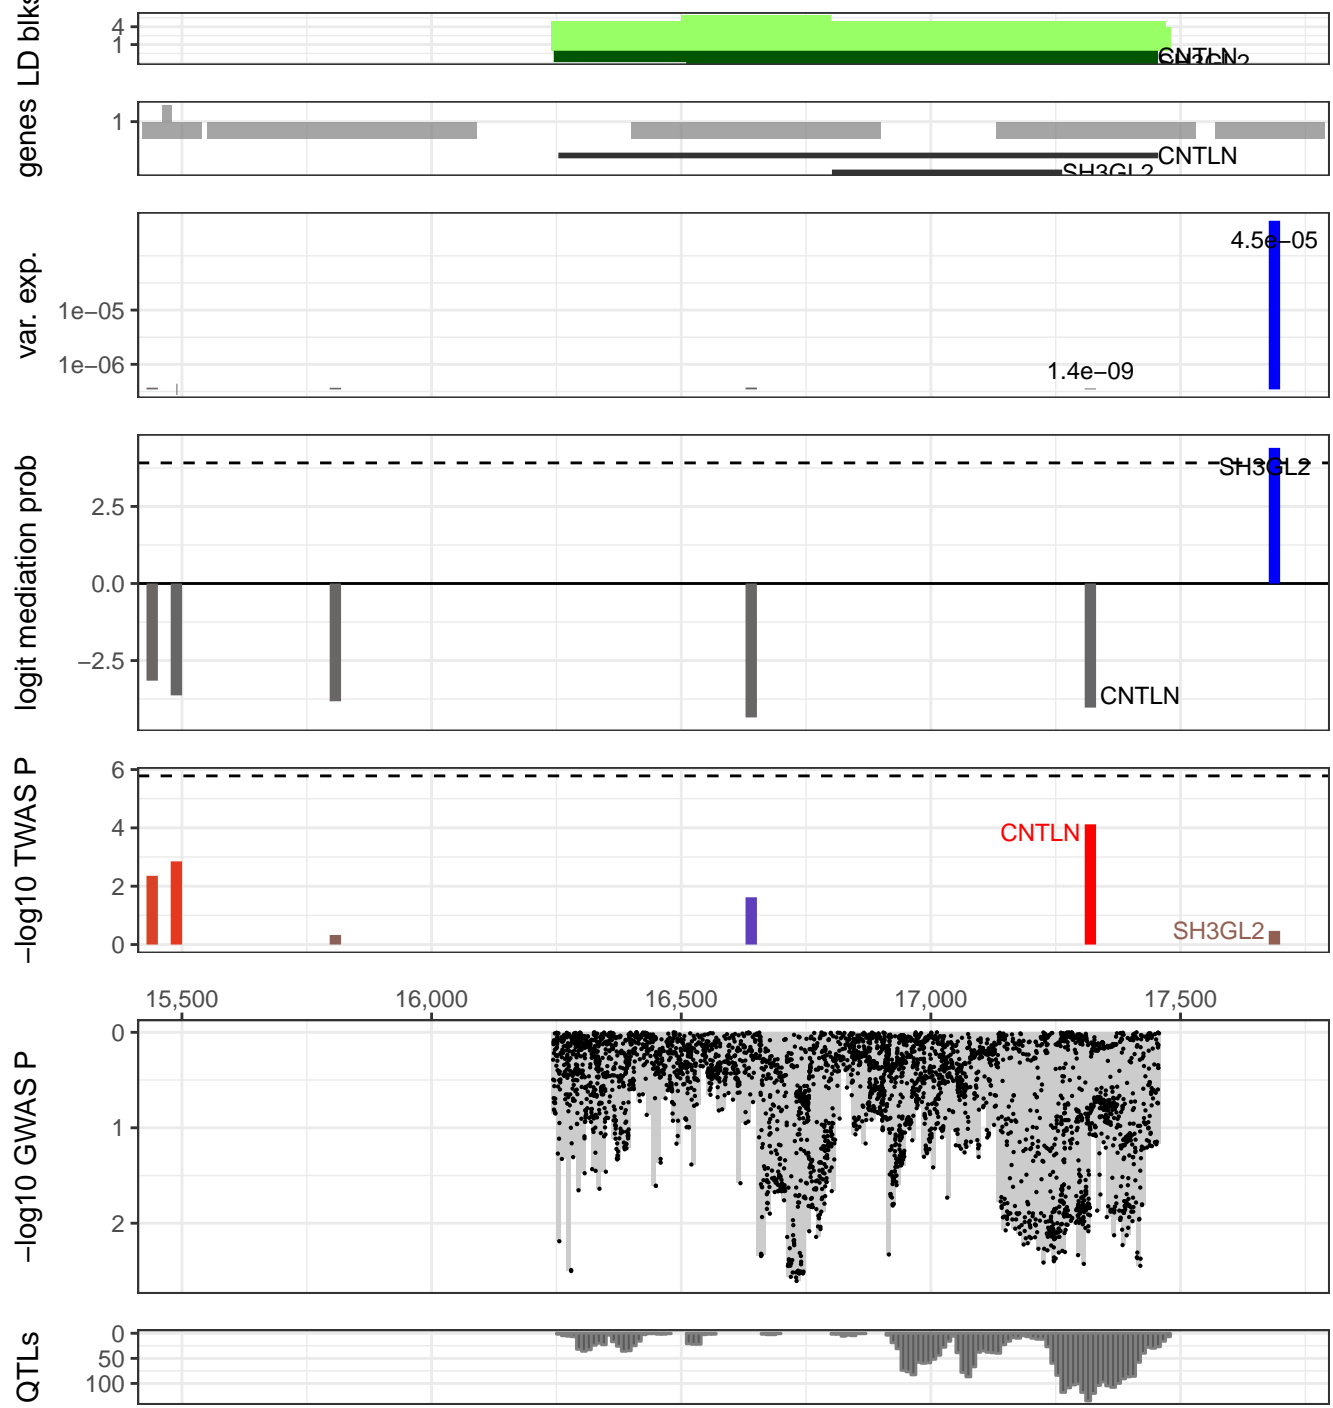 LD blks
4
1
CNTLN
SH3GL2
genes
1
CNTLN
SH3GL2
var. exp.
4.5e−05
1e−05
1e−06
1.4e−09
logit mediation prob
SH3GL2
2.5
0.0
−2.5
CNTLN
−log10 TWAS P
6
4
2
0
CNTLN
SH3GL2
15,500
16,000
16,500
17,000
17,500
−log10 GWAS P
0
1
2
QTLs
0
50
100